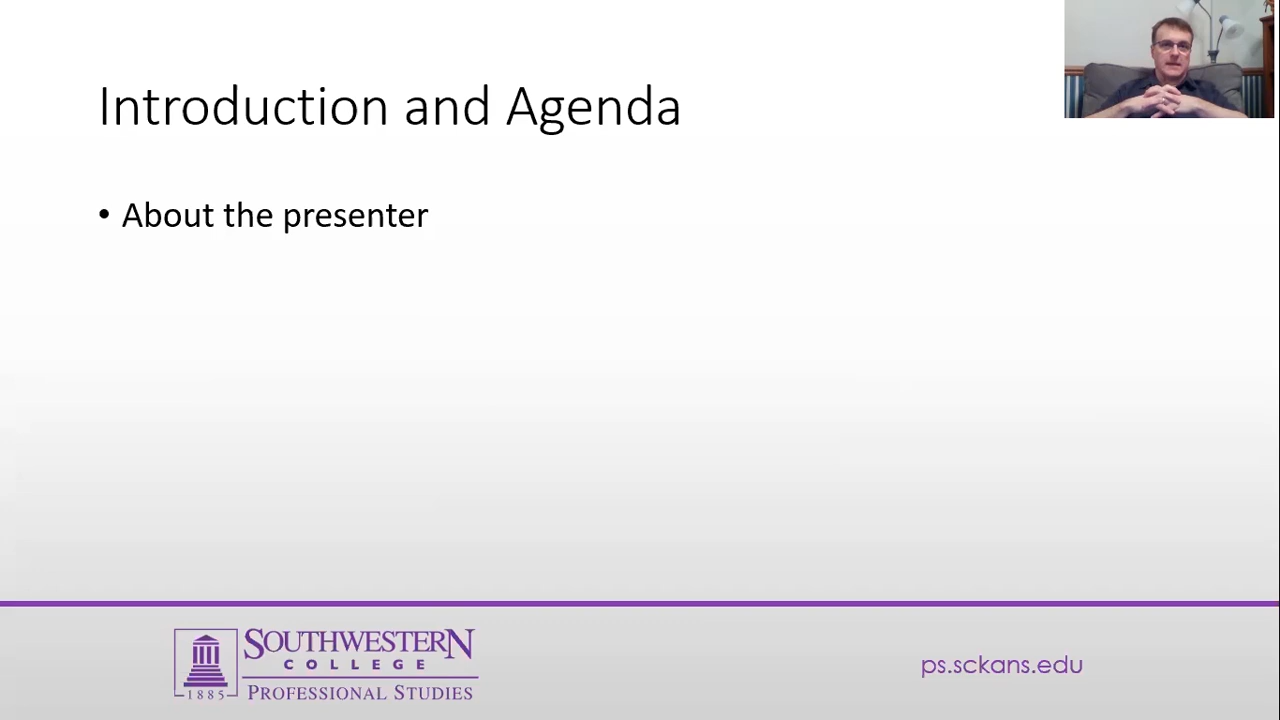 Introduction and Agenda
• About the presenter
SOUTHWESTERN
COLLEGE
1885
PROFESSIONAL STUDIES
ps.sckans.edu